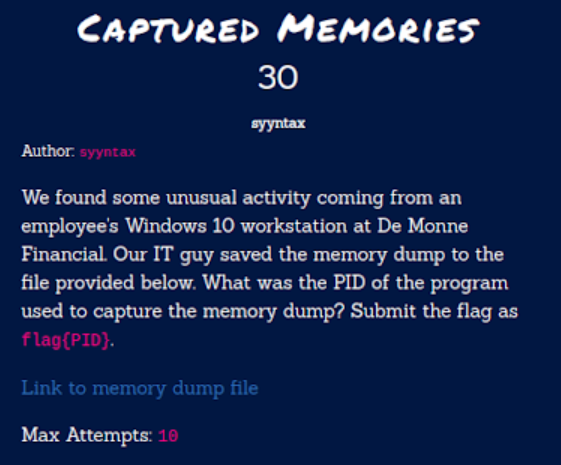 CAPTURED MEMORIES
30
syyntax
Author: syyntax
We found some unusual activity coming from an
employee's Windows 10 workstation at De Monne
Financial. Our IT guy saved the memory dump to the
file provided below. What was the PID of the program
used to capture the memory dump? Submit the flag as
flag{PID}.
Link to memory dump file
Max Attempts: 10